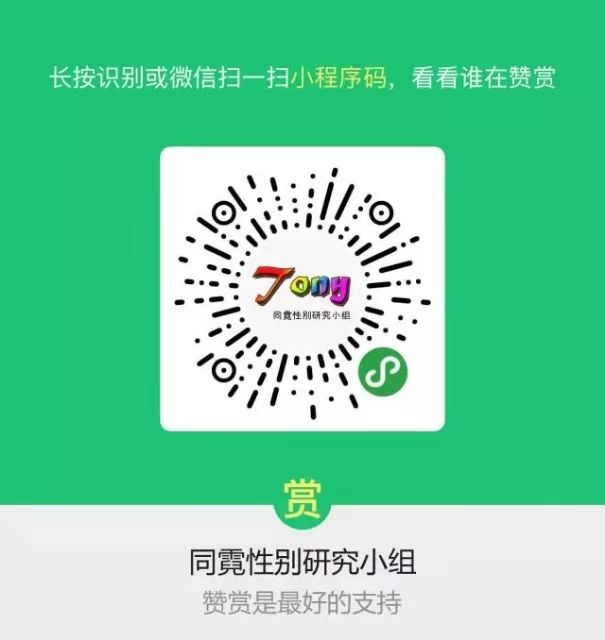 长按识别或微信扫一扫小程序码，看看谁在赞赏
Tony
同霓性别研究小组
赏
同霓性别研究小组
赞赏是最好的支持